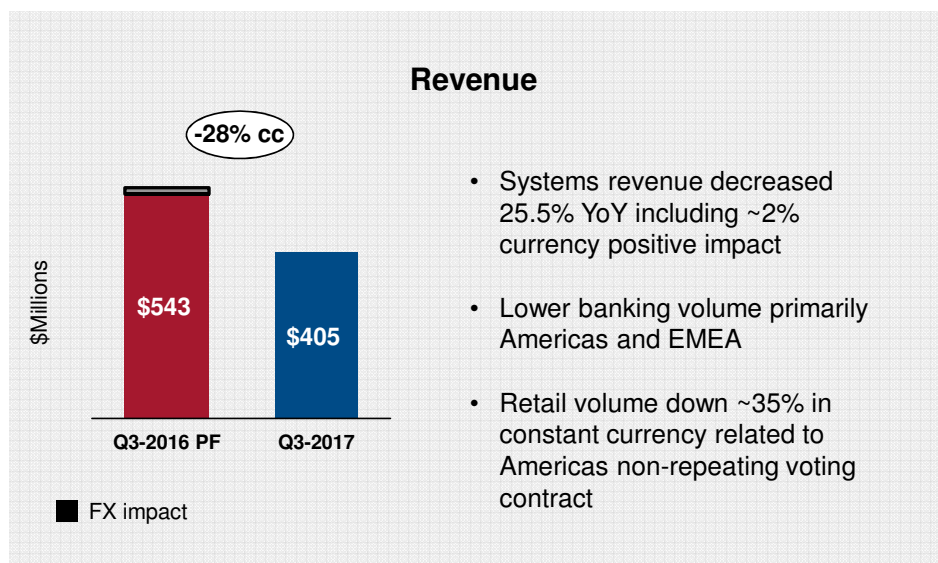 Revenue
-28% cc
$Millions
$543
$405
Q3-2016 PF
Q3-2017
FX impact
• Systems revenue decreased
25.5% YoY including ~2%
currency positive impact
• Lower banking volume primarily
Americas and EMEA
• Retail volume down ~35% in
constant currency related to
Americas non-repeating voting
contract